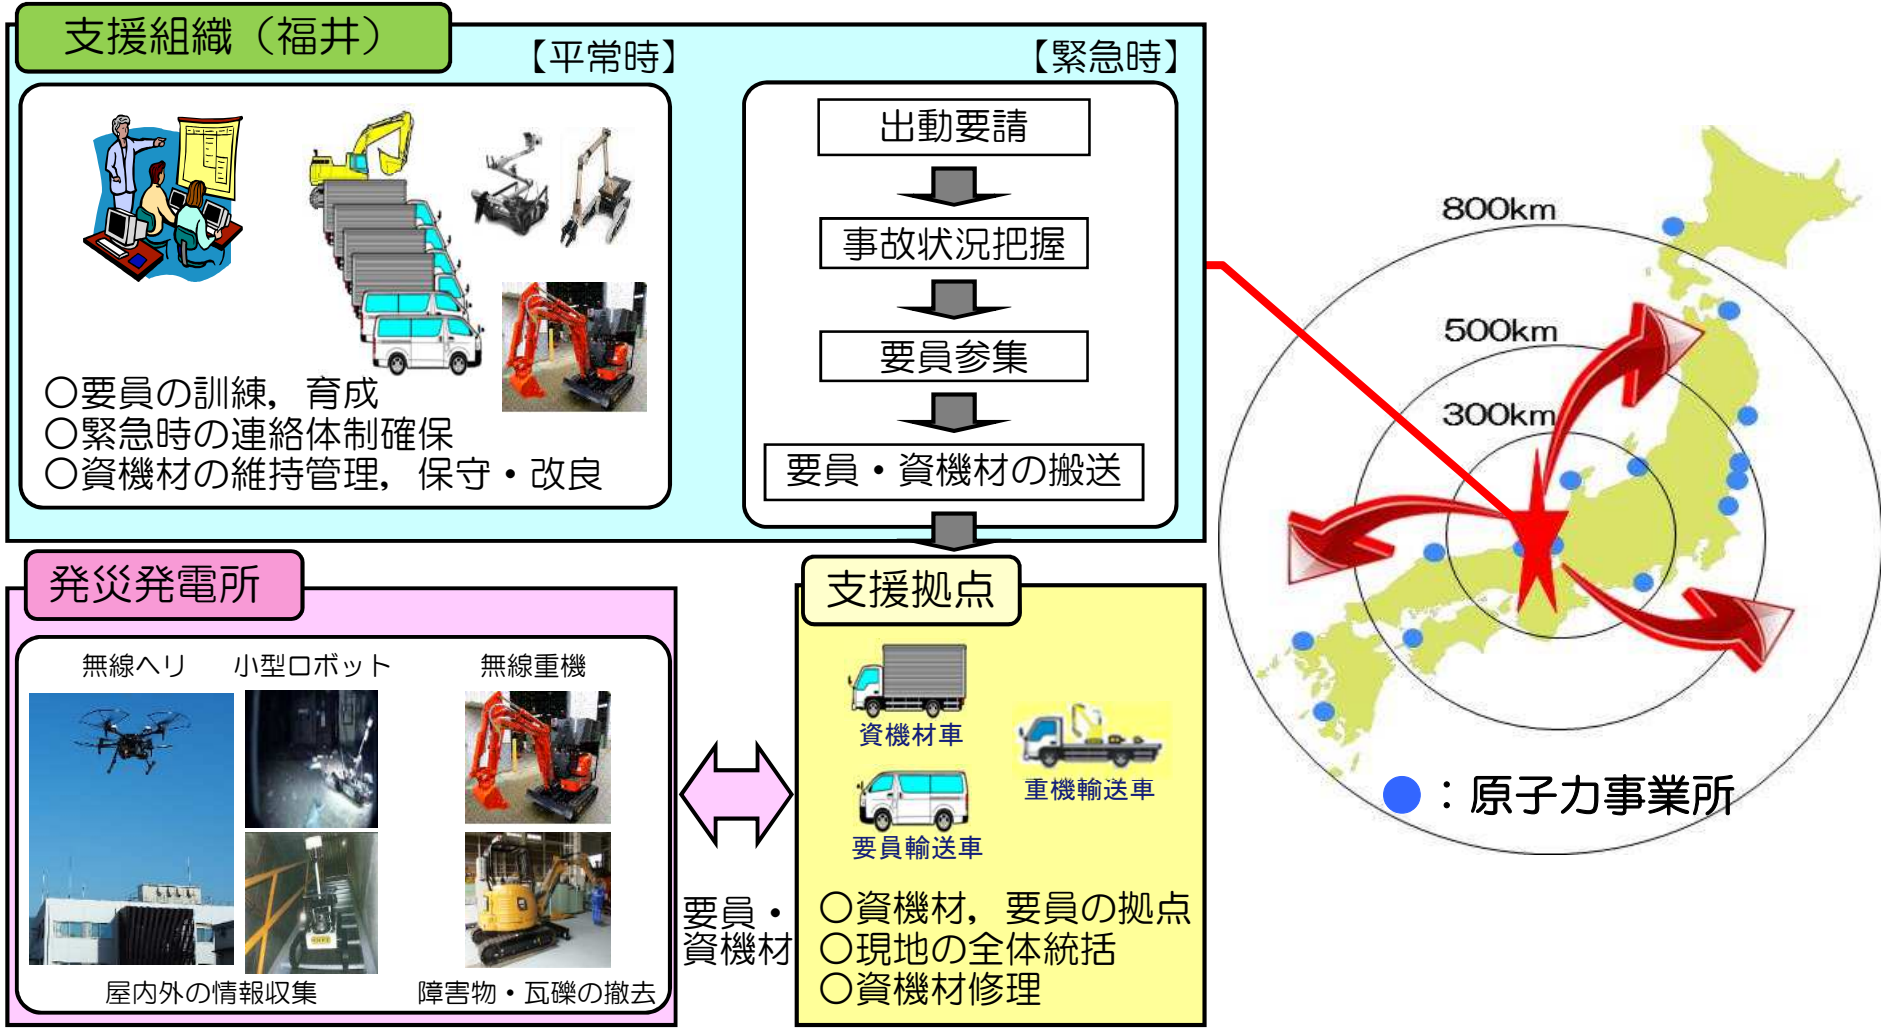 支援組織（福井）
【平常時】
○要員の訓練，育成
○緊急時の連絡体制確保
○資機材の維持管理，保守・改良
【緊急時】
出動要請
事故状況把握
要員参集
要員・資機材の搬送
800km
500km
300km
●：原子力事業所
発災発電所
無線ヘリ
小型ロボット
無線重機
屋内外の情報収集
障害物・瓦礫の撤去
要員・
資機材
支援拠点
資機材車
重機輸送車
要員輸送車
○資機材，要員の拠点
○現地の全体統括
○資機材修理